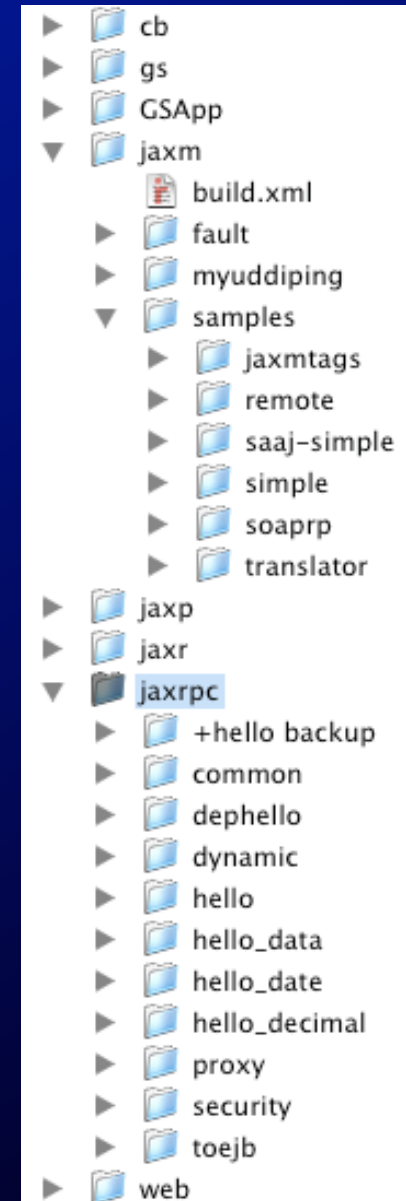 cb
gs
GSApp
jaxm
build.xml
fault
myuddiping
samples
jaxmtags
remote
saaj-simple
simple
soaprp
translator
jaxp
jaxr
jaxrpc
+hello backup
common
dephello
dynamic
hello
hello_data
hello_date
hello_decimal
proxy
security
toejb
web